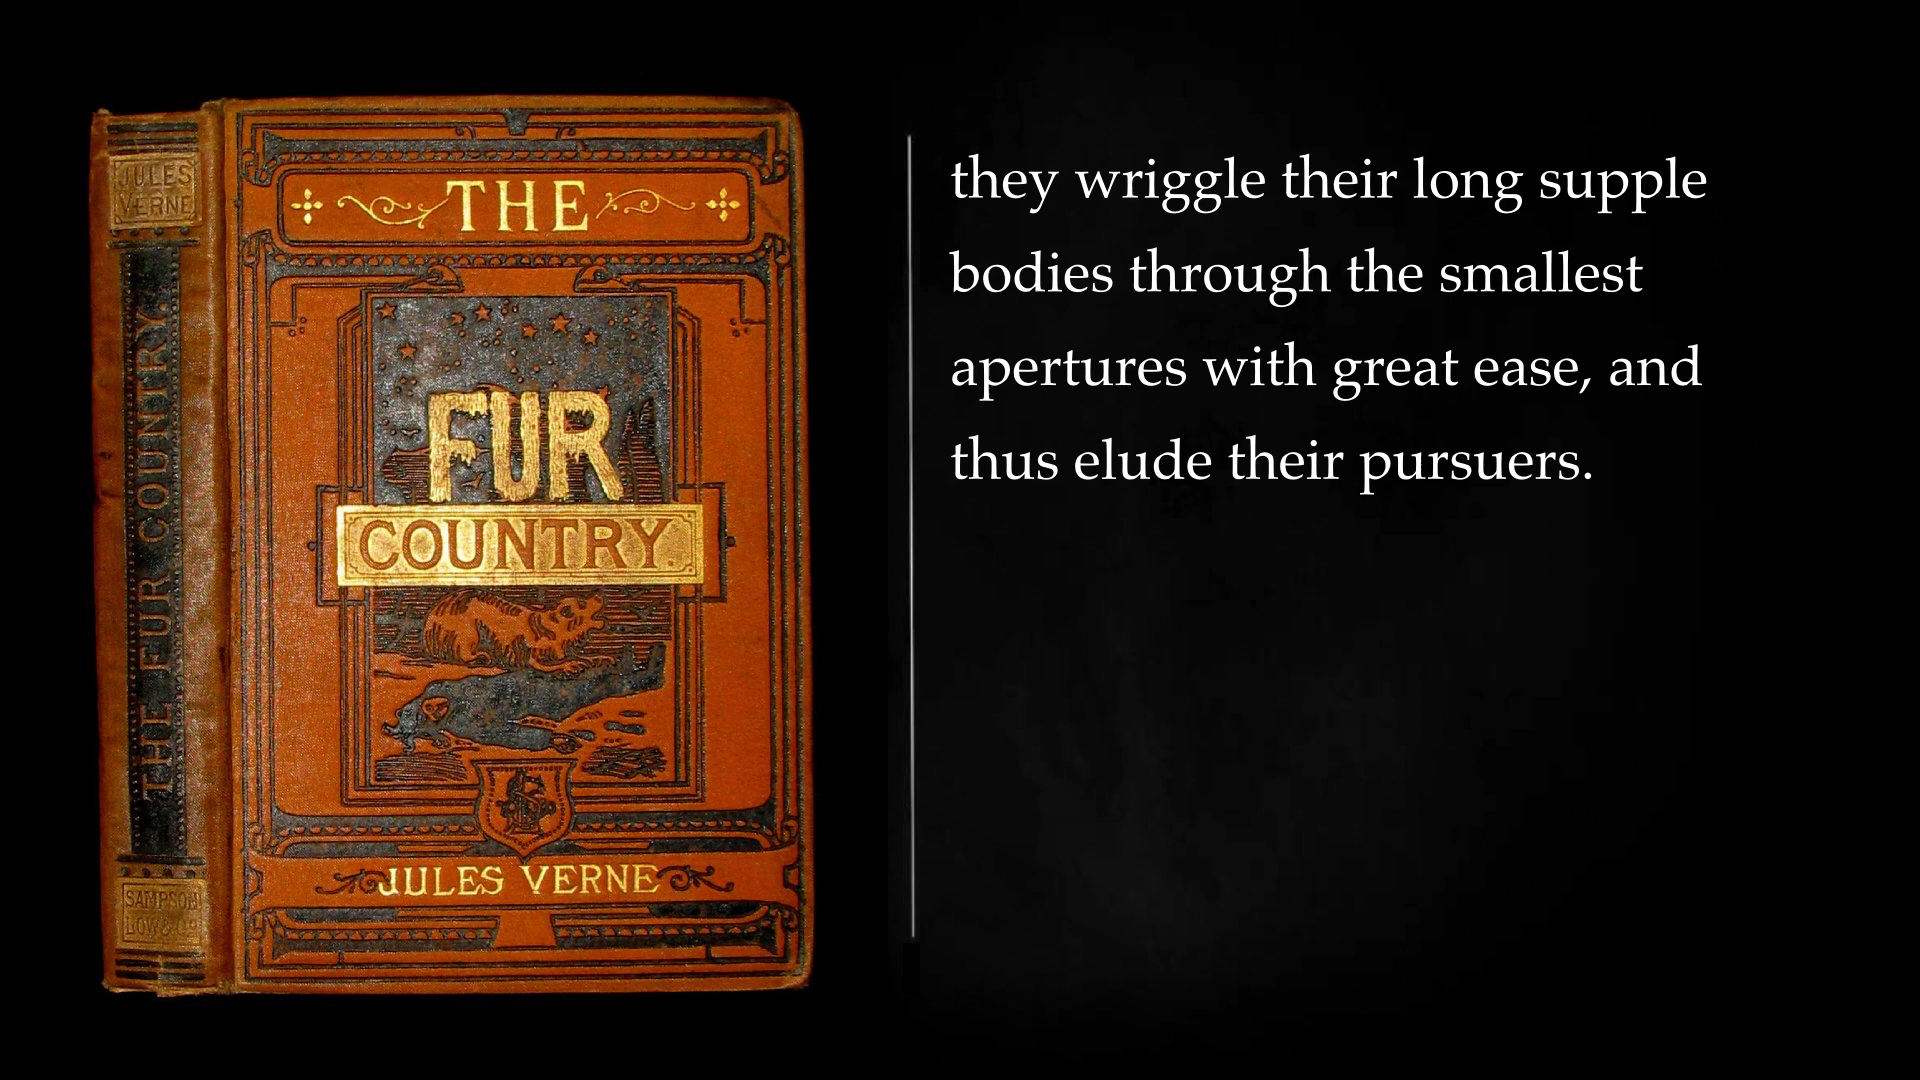 JULES
VERNE
THE FUR COUNTRY.
SAMPSON
LOW & Co
THE
FUR
COUNTRY.
JULES VERNE
they wriggle their long supple
bodies through the smallest
apertures with great ease, and
thus elude their pursuers.